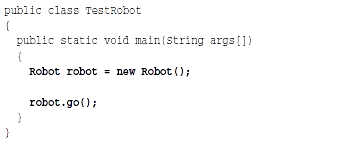 public class TestRobot
{
  public static void main(String args[])
  {
    Robot robot = new Robot();

    robot.go();
  }
}